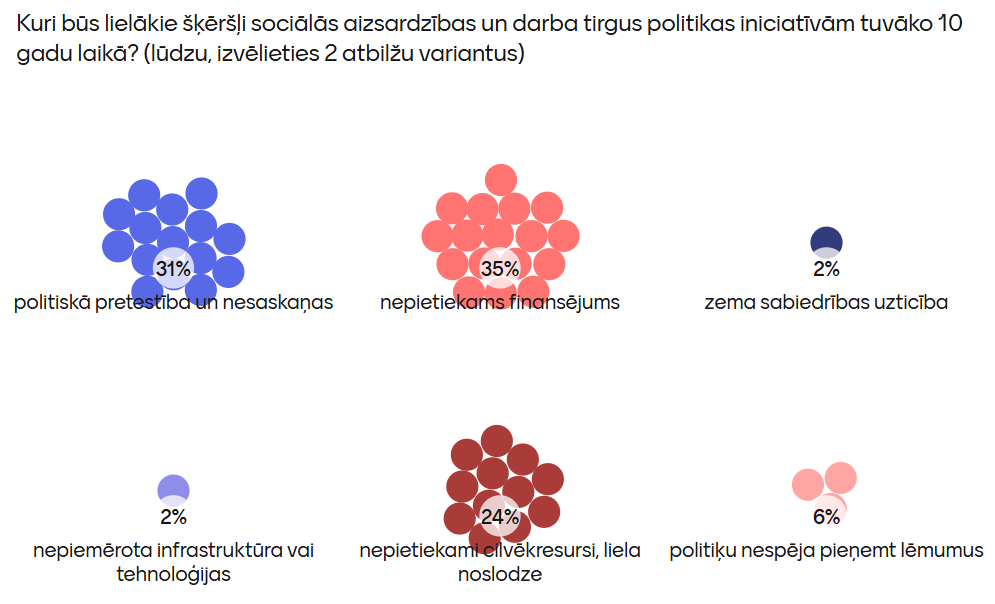 Kuri būs lielākie šķēršļi sociālās aizsardzības un darba tirgus politikas iniciatīvām tuvāko 10
gadu laikā? (lūdzu, izvēlieties 2 atbilžu variantus)
31%
politiskā pretestība un nesaskaņas
35%
nepietiekams finansējums
2%
zema sabiedrības uzticība
2%
nepiemērota infrastruktūra vai
tehnoloģijas
24%
nepietiekami cilvēkresursi, liela
noslodze
6%
politiķu nespēja pieņemt lēmumus